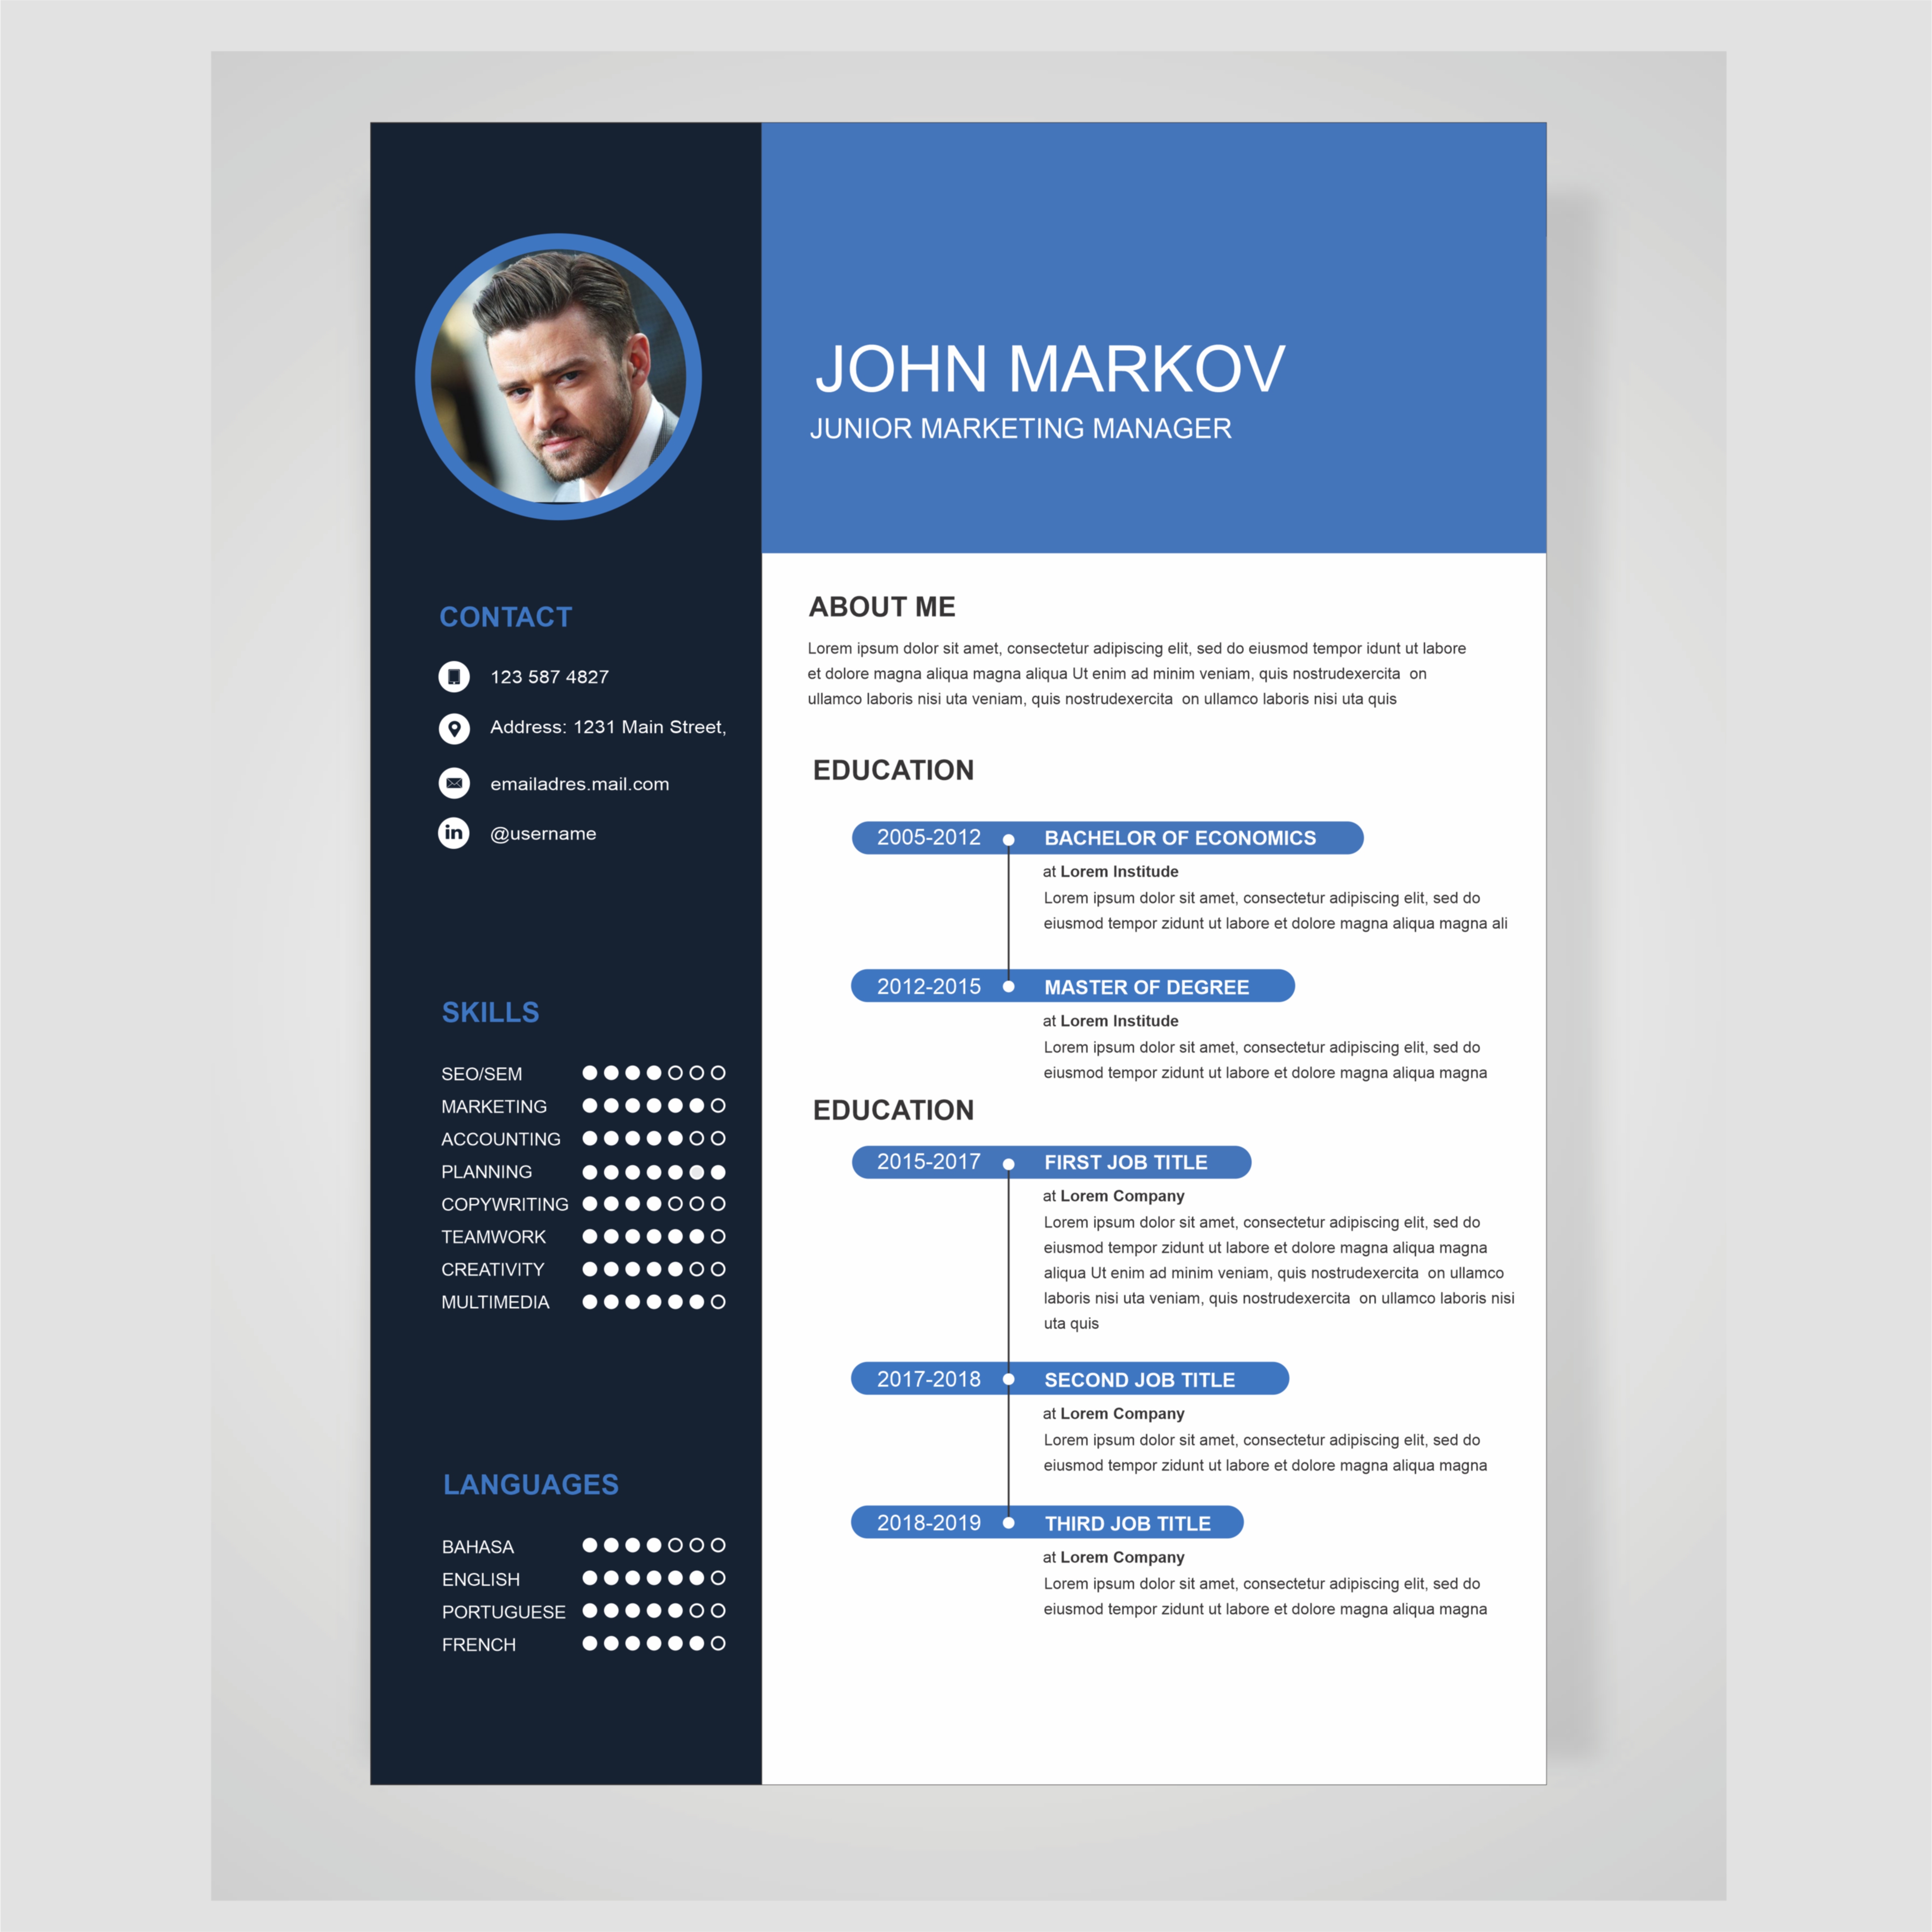 JOHN MARKOV
JUNIOR MARKETING MANAGER
CONTACT
123 587 4827
Address: 1231 Main Street,
emailadres.mail.com
in
@username
SKILLS
SEO/SEM
MARKETING
ACCOUNTING
PLANNING
COPYWRITING
TEAMWORK
CREATIVITY
MULTIMEDIA
LANGUAGES
BAHASA
ENGLISH
PORTUGUESE
FRENCH
ABOUT ME
Lorem ipsum dolor sit amet, consectetur adipiscing elit, sed do eiusmod tempor idunt ut labore
et dolore magna aliqua magna aliqua Ut enim ad minim veniam, quis nostrudexercita on
ullamco laboris nisi uta veniam, quis nostrudexercita on ullamco laboris nisi uta quis
EDUCATION
2005-2012 BACHELOR OF ECONOMICS
at Lorem Institude
Lorem ipsum dolor sit amet, consectetur adipiscing elit, sed do
eiusmod tempor zidunt ut labore et dolore magna aliqua magna ali
2012-2015 MASTER OF DEGREE
at Lorem Institude
Lorem ipsum dolor sit amet, consectetur adipiscing elit, sed do
eiusmod tempor zidunt ut labore et dolore magna aliqua magna
EDUCATION
2015-2017 FIRST JOB TITLE
at Lorem Company
Lorem ipsum dolor sit amet, consectetur adipiscing elit, sed do
eiusmod tempor zidunt ut labore et dolore magna aliqua magna
aliqua Ut enim ad minim veniam, quis nostrudexercita on ullamco
laboris nisi uta veniam, quis nostrudexercita on ullamco laboris nisi
uta quis
2017-2018 SECOND JOB TITLE
at Lorem Company
Lorem ipsum dolor sit amet, consectetur adipiscing elit, sed do
eiusmod tempor zidunt ut labore et dolore magna aliqua magna
2018-2019 THIRD JOB TITLE
at Lorem Company
Lorem ipsum dolor sit amet, consectetur adipiscing elit, sed do
eiusmod tempor zidunt ut labore et dolore magna aliqua magna